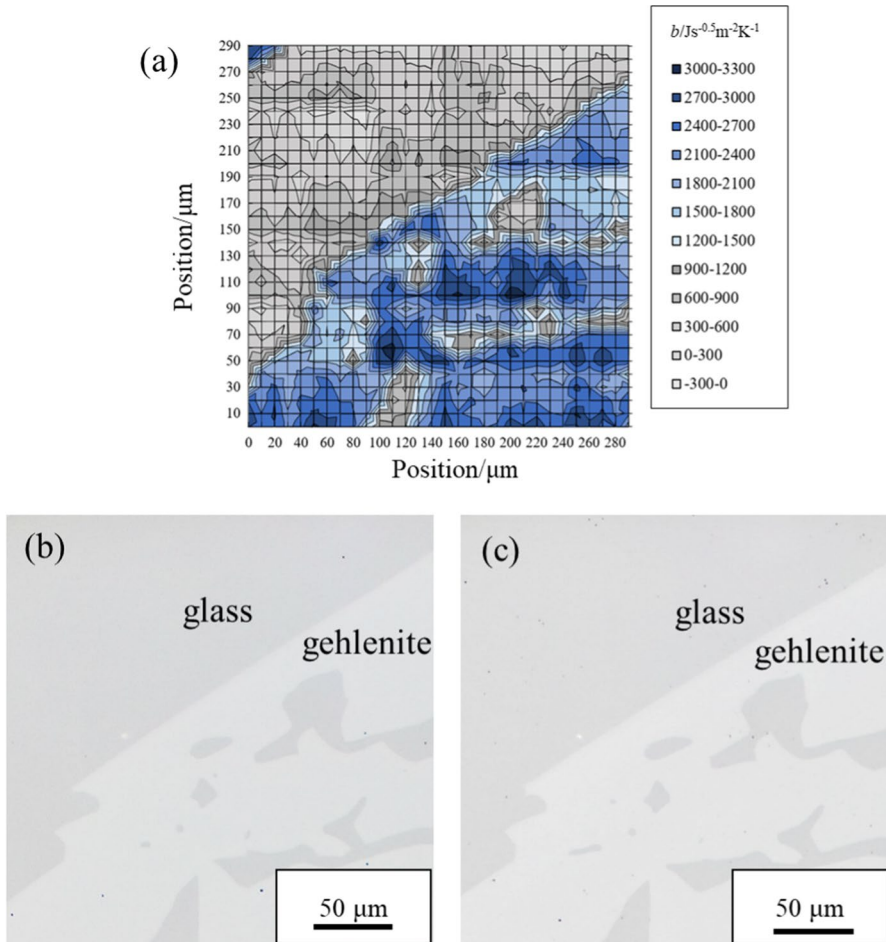 (a)
290
270
250
230
210
190
170
150
130
110
90
70
50
30
10
Position/μm
0 20 40 60 80 100 120 140 160 180 200 220 240 260 280
Position/μm
b/Js-0.5m-2K-1
3000-3300
2700-3000
2400-2700
2100-2400
1800-2100
1500-1800
1200-1500
900-1200
600-900
300-600
0-300
-300-0
(b)
glass
gehlenite
50 μm
(c)
glass
gehlenite
50 μm